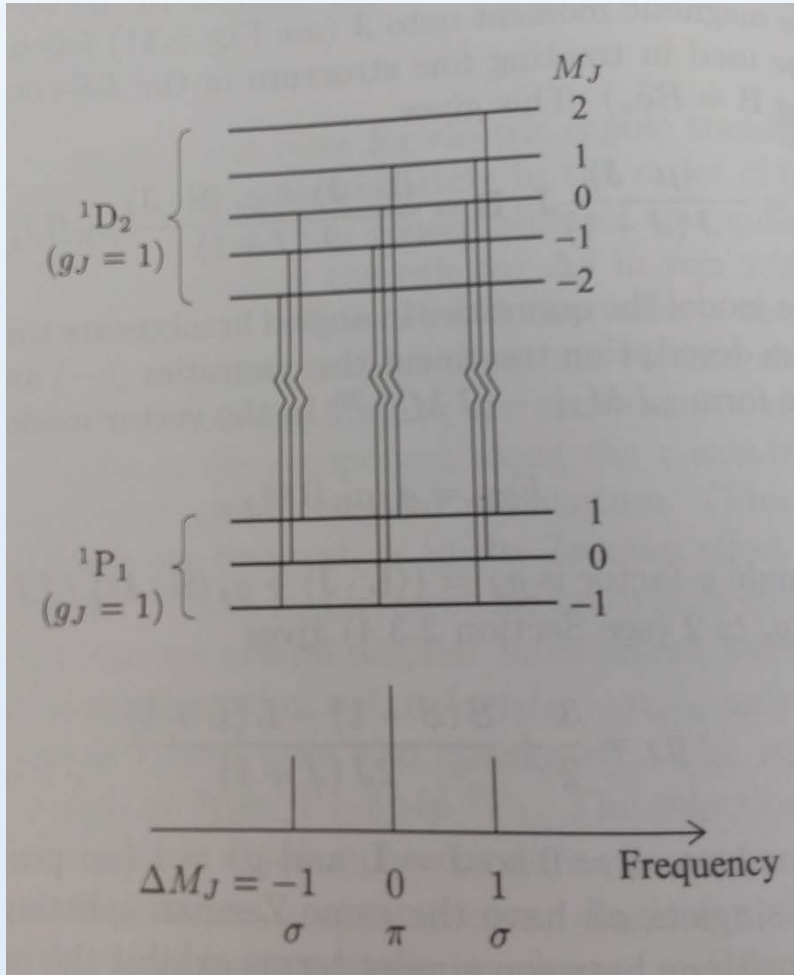 M_J
2
1
0
−1
−2
¹D₂
(g_J = 1)
1
0
−1
¹P₁
(g_J = 1)
Frequency
ΔM_J = −1 0 1
σ π σ